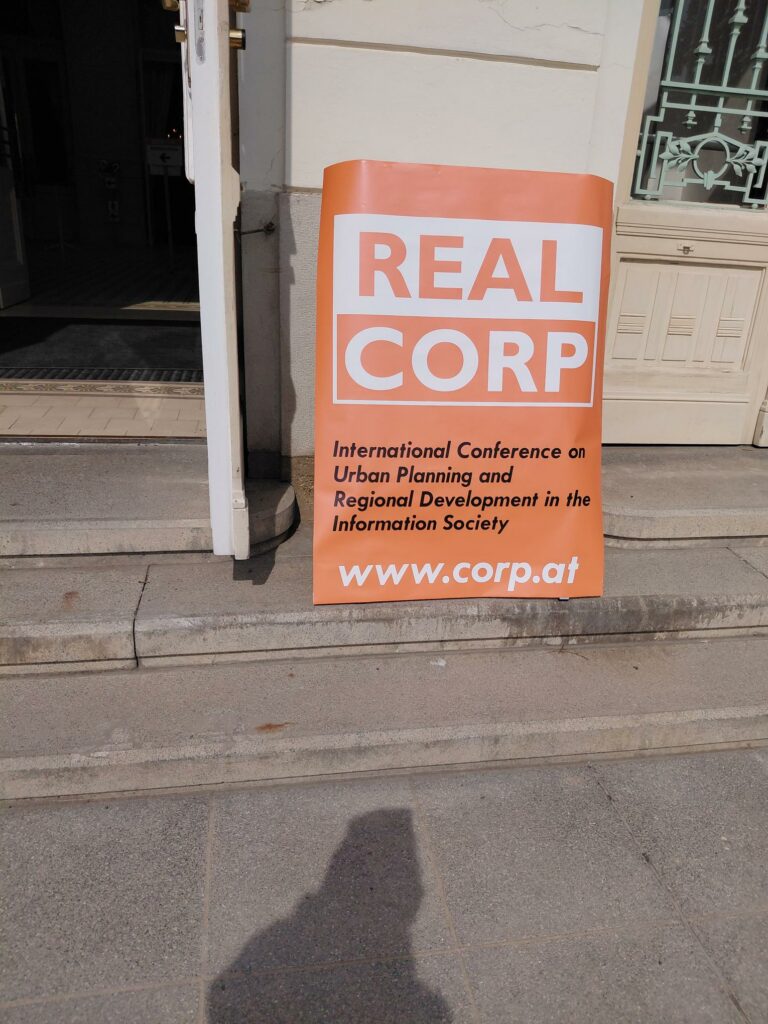 REAL
CORP
International Conference on
Urban Planning and
Regional Development in the
Information Society
www.corp.at